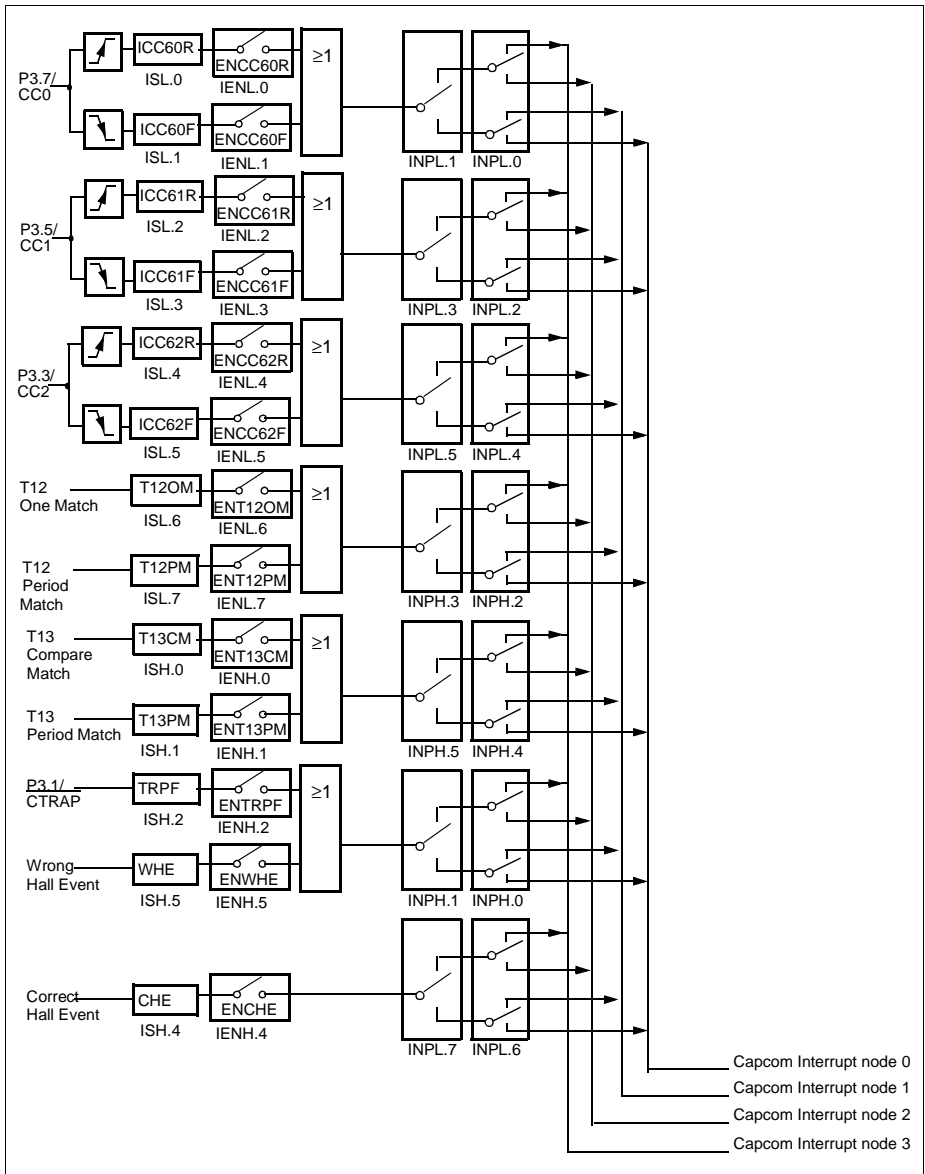 ICC60R
ENCC60R
≥1
P3.7/
CC0
ISL.0
IENL.0
ICC60F
ENCC60F
ISL.1
IENL.1
INPL.1
INPL.0
ICC61R
ENCC61R
≥1
P3.5/
CC1
ISL.2
IENL.2
ICC61F
ENCC61F
ISL.3
IENL.3
INPL.3
INPL.2
ICC62R
ENCC62R
≥1
P3.3/
CC2
ISL.4
IENL.4
ICC62F
ENCC62F
ISL.5
IENL.5
INPL.5
INPL.4
T12
One Match
T12OM
ENT12OM
≥1
ISL.6
IENL.6
T12
Period
Match
T12PM
ENT12PM
ISL.7
IENL.7
INPH.3
INPH.2
T13
Compare
Match
T13CM
ENT13CM
≥1
ISH.0
IENH.0
T13
Period Match
T13PM
ENT13PM
ISH.1
IENH.1
INPH.5
INPH.4
P3.1/
CTRAP
TRPF
ENTRPF
≥1
ISH.2
IENH.2
Wrong
Hall Event
WHE
ENWHE
ISH.5
IENH.5
INPH.1
INPH.0
Correct
Hall Event
CHE
ENCHE
ISH.4
IENH.4
INPL.7
INPL.6
Capcom Interrupt node 0
Capcom Interrupt node 1
Capcom Interrupt node 2
Capcom Interrupt node 3